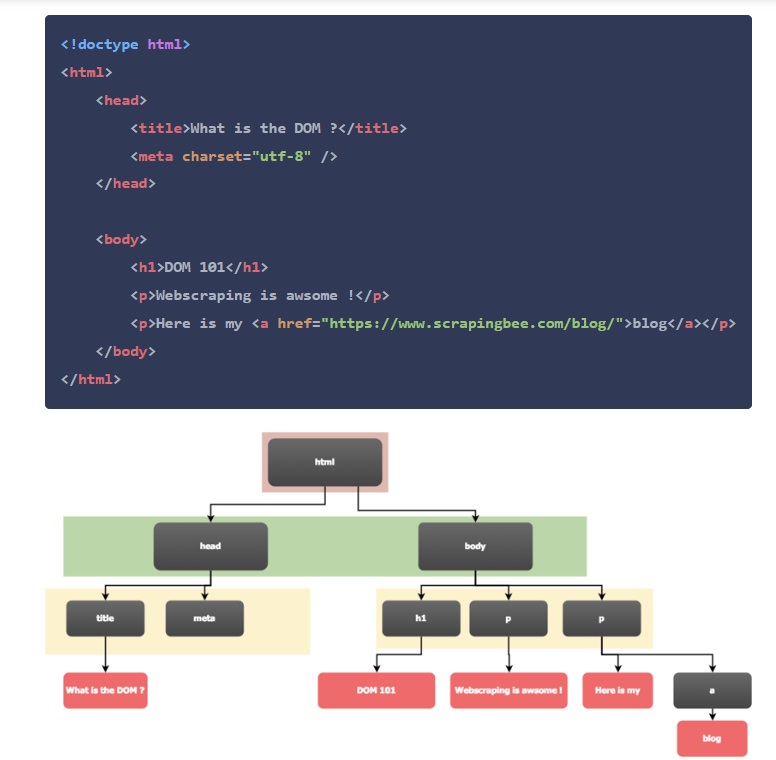 <!doctype html>
<html>
<head>
<title>What is the DOM ?</title>
<meta charset="utf-8" />
</head>
<body>
<h1>DOM 101</h1>
<p>Webscraping is awsome !</p>
<p>Here is my <a href="https://www.scrapingbee.com/blog/">blog</a></p>
</body>
</html>
html
head body
title meta h1 p p
What is the DOM ? DOM 101 Webscraping is awsome ! Here is my a
blog